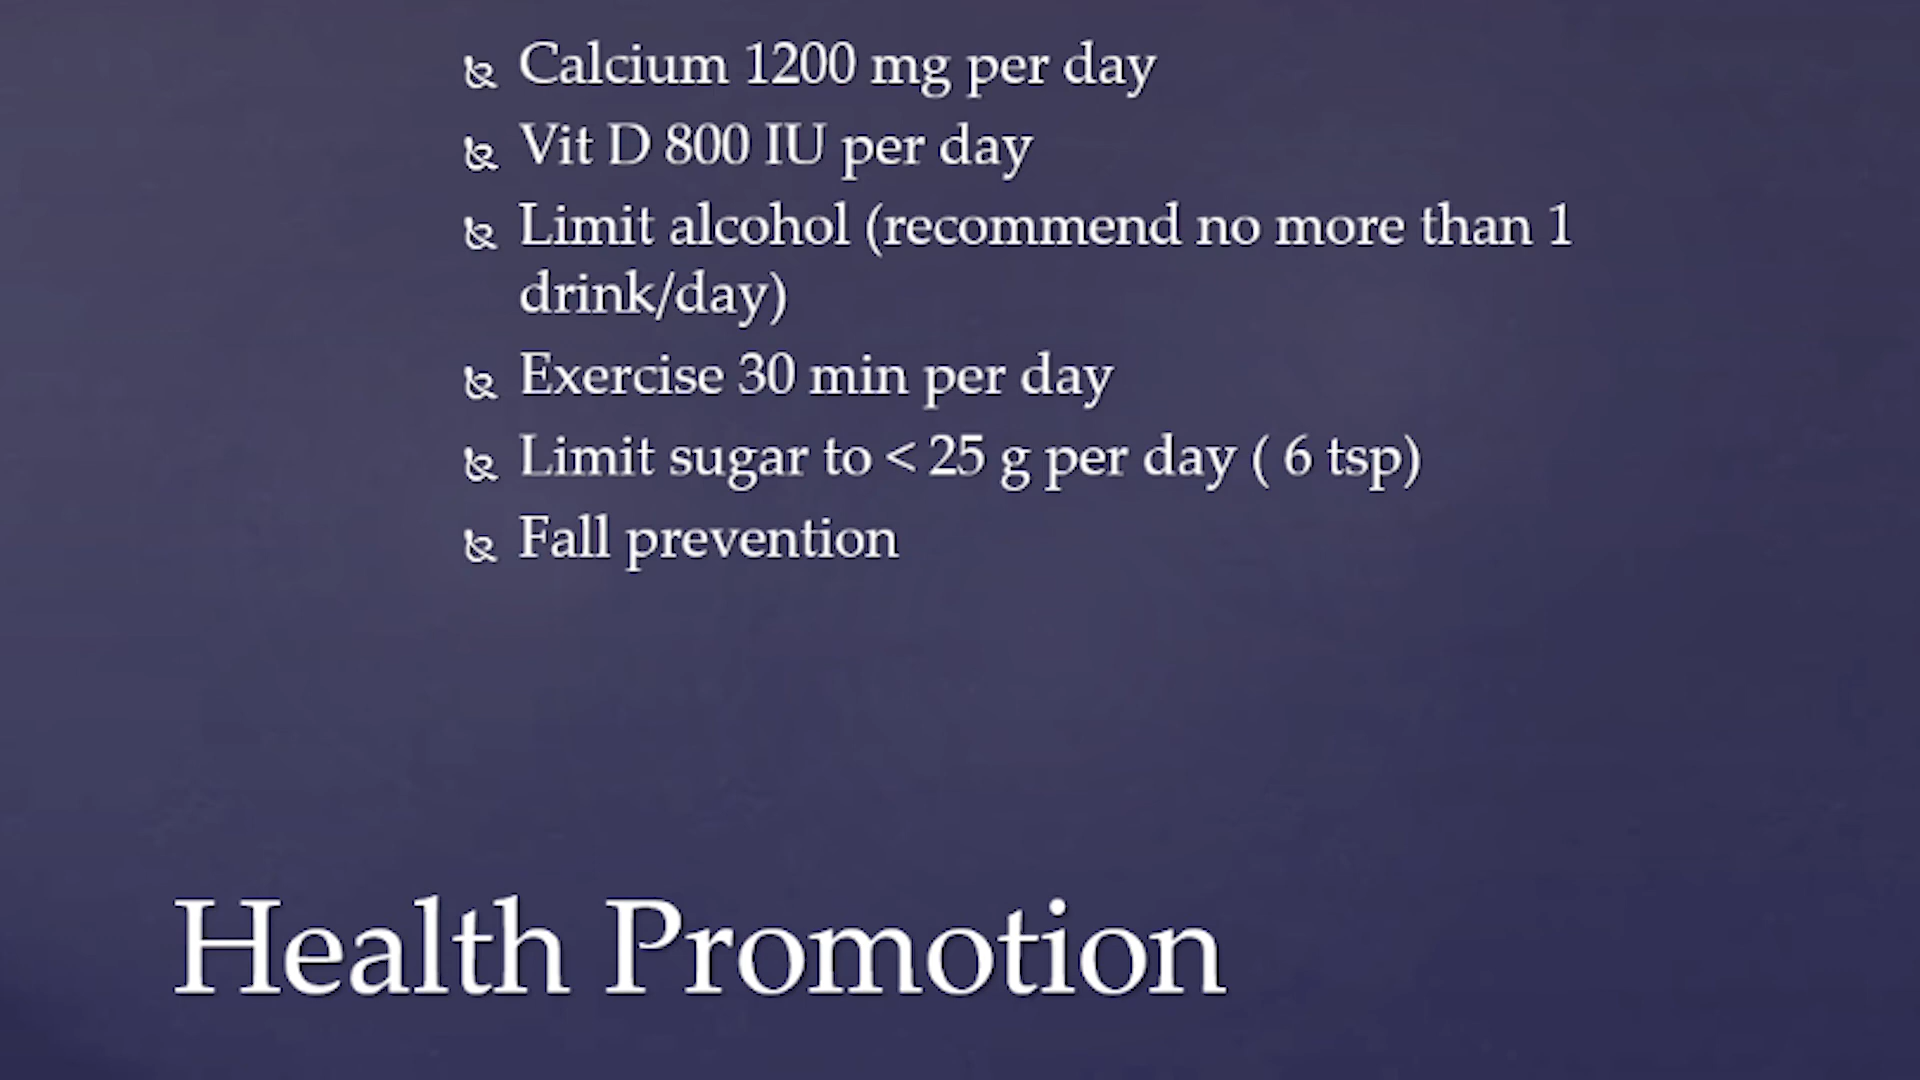 Calcium 1200 mg per day
Vit D 800 IU per day
Limit alcohol (recommend no more than 1
drink/day)
Exercise 30 min per day
Limit sugar to < 25 g per day ( 6 tsp)
Fall prevention
Health Promotion